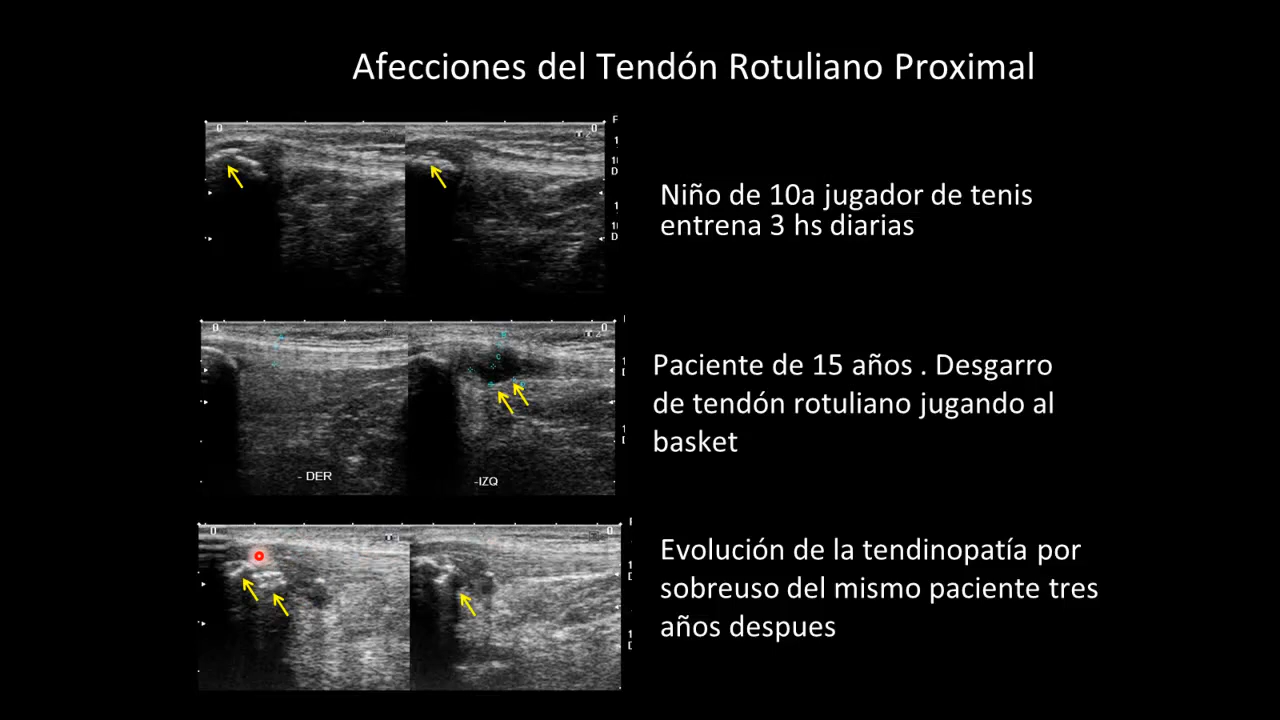 Afecciones del Tendón Rotuliano Proximal
Niño de 10a jugador de tenis
entrena 3 hs diarias
Paciente de 15 años . Desgarro
de tendón rotuliano jugando al
basket
- DER
-IZQ
Evolución de la tendinopatía por
sobreuso del mismo paciente tres
años despues